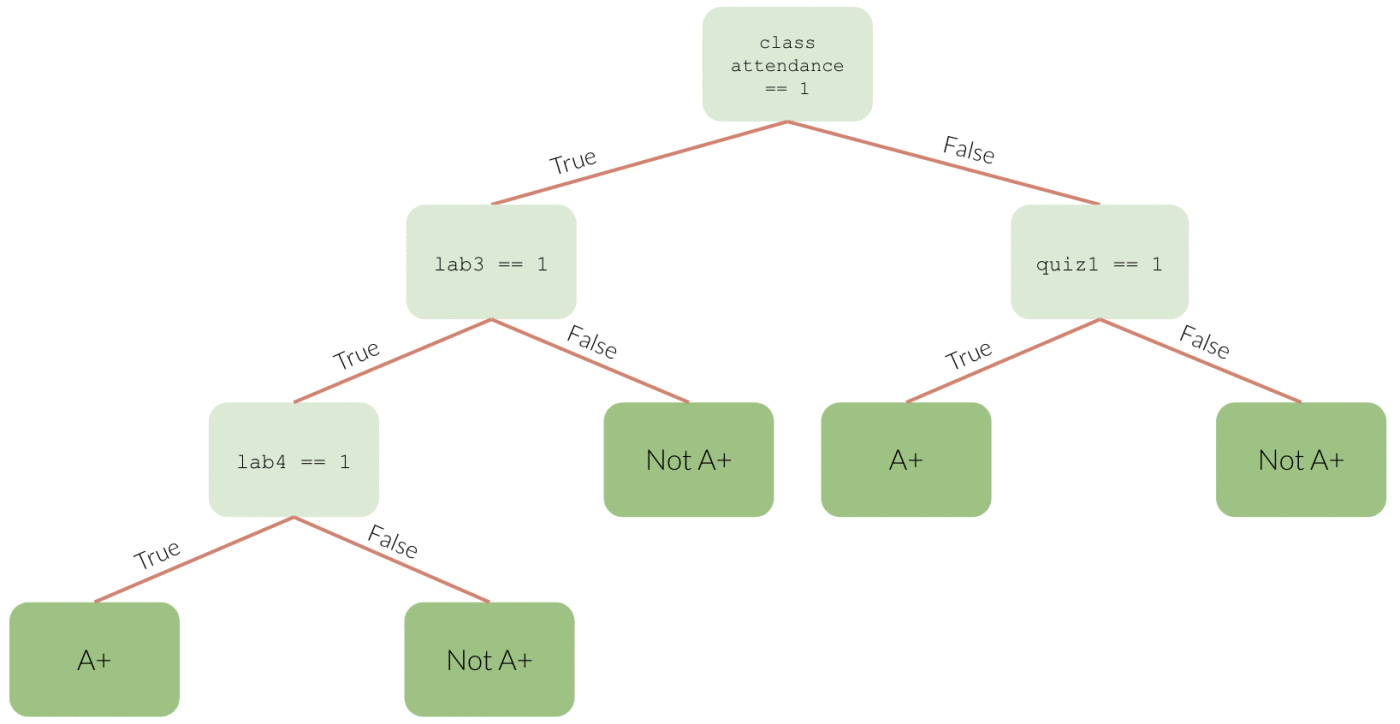 class
attendance
== 1
True
False
lab3 == 1
quiz1 == 1
True
False
True
False
lab4 == 1
Not A+
A+
Not A+
True
False
A+
Not A+